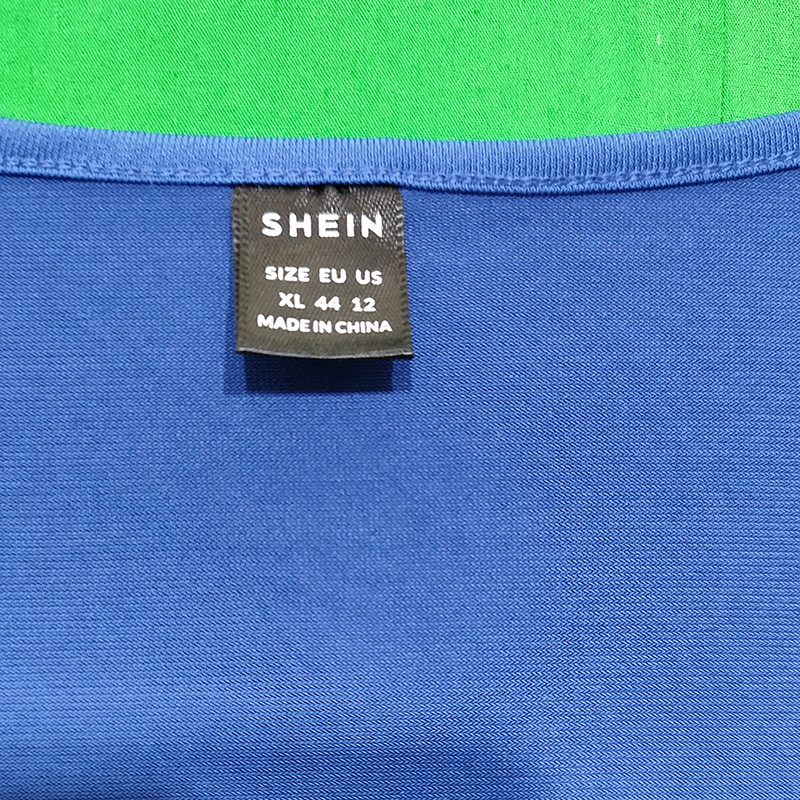 SHEIN
SIZE EU US
XL 44 12
MADE IN CHINA